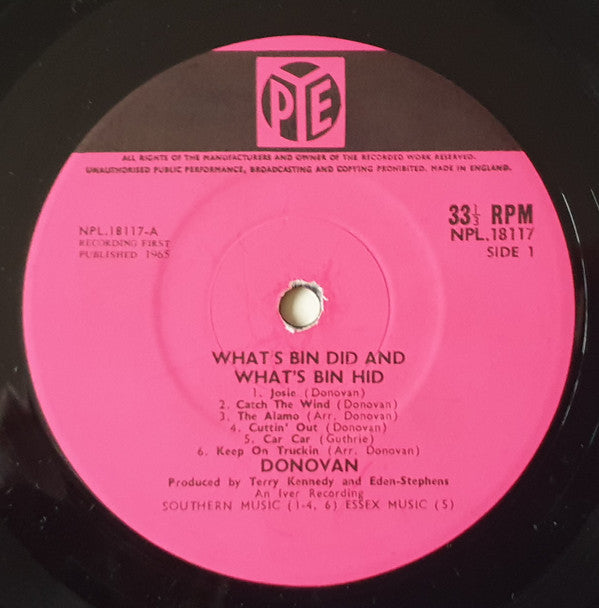 PYE
ALL RIGHTS OF THE MANUFACTURERS AND OWNER OF THE RECORDED WORK RESERVED.
UNAUTHORISED PUBLIC PERFORMANCE, BROADCASTING AND COPYING PROHIBITED. MADE IN ENGLAND.
NPL.18117-A
RECORDING FIRST
PUBLISHED 1965
33⅓ RPM
NPL.18117
SIDE 1
WHAT'S BIN DID AND
WHAT'S BIN HID
1. Josie (Donovan)
2. Catch The Wind (Donovan)
3. The Alamo (Arr. Donovan)
4. Cuttin' Out (Donovan)
5. Car Car (Guthrie)
6. Keep On Truckin (Arr. Donovan)
DONOVAN
Produced by Terry Kennedy and Eden-Stephens
An Iver Recording
SOUTHERN MUSIC (1-4, 6) ESSEX MUSIC (5)